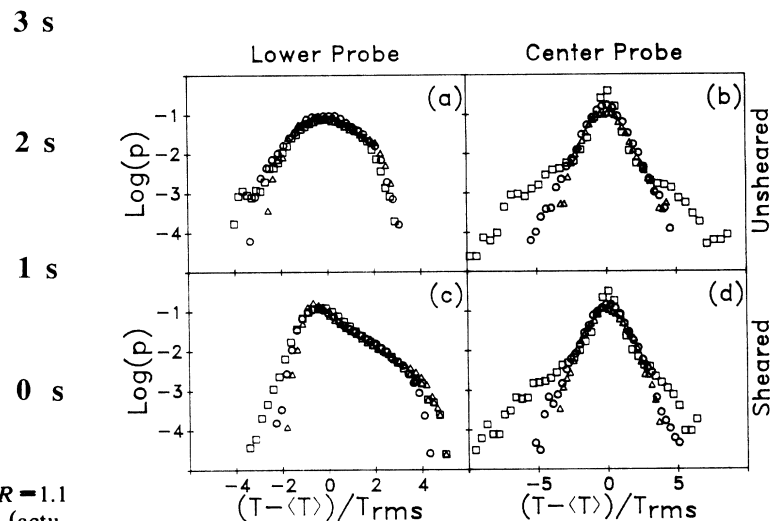 3 s
2 s
1 s
0 s
R = 1.1
(actu
Lower Probe
Center Probe
(a)
(b)
Log(p)
-1
-2
-3
-4
Unsheared
(c)
(d)
Log(p)
-1
-2
-3
-4
Sheared
-4 -2 0 2 4
-5 0 5
(T-⟨T⟩)/Trms
(T-⟨T⟩)/Trms